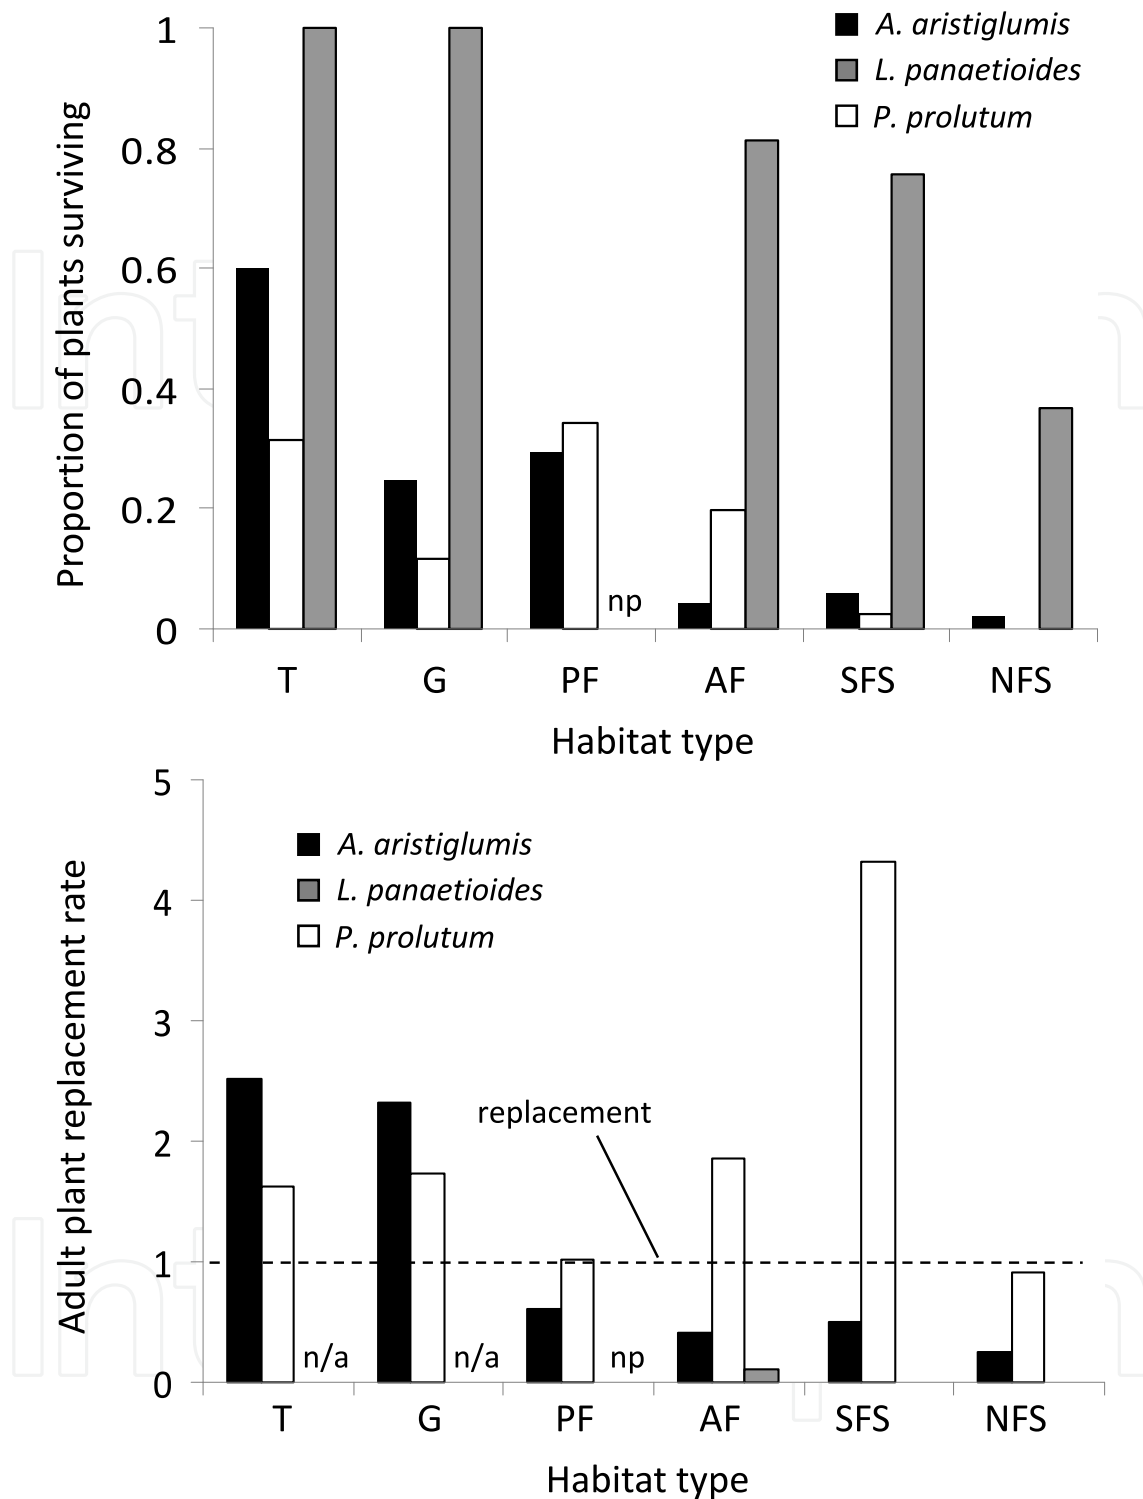 A. aristiglumis
L. panaetioides
P. prolutum
Proportion of plants surviving
1
0.8
0.6
0.4
0.2
0
np
T G PF AF SFS NFS
Habitat type
Adult plant replacement rate
5
4
3
2
1
0
A. aristiglumis
L. panaetioides
P. prolutum
replacement
n/a n/a np
T G PF AF SFS NFS
Habitat type